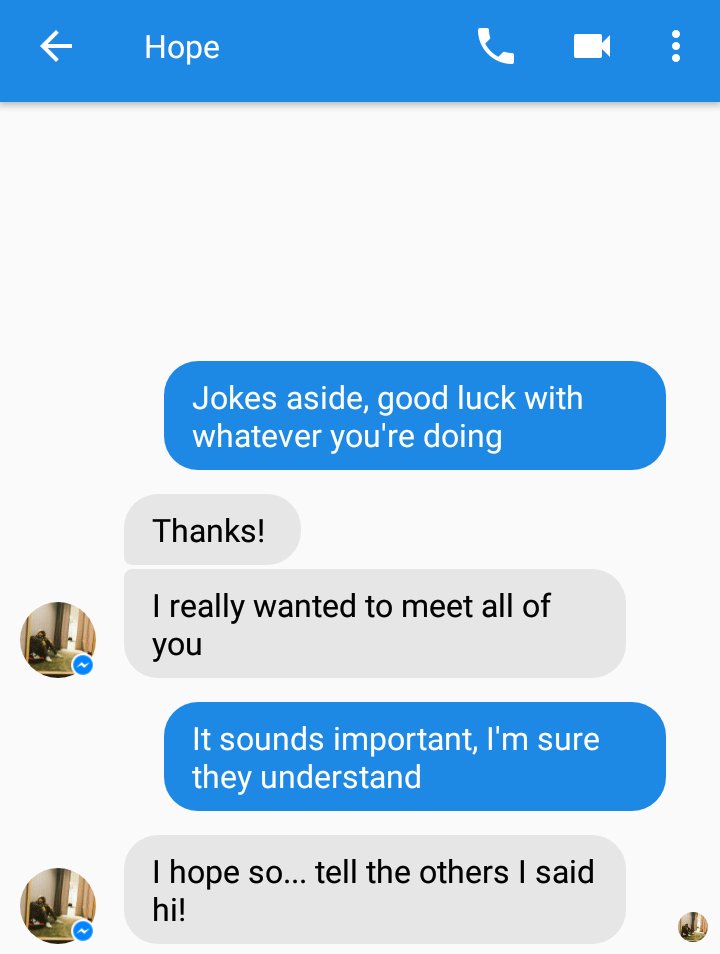 Hope
Jokes aside, good luck with
whatever you're doing
Thanks!
I really wanted to meet all of
you
It sounds important, I'm sure
they understand
I hope so... tell the others I said
hi!